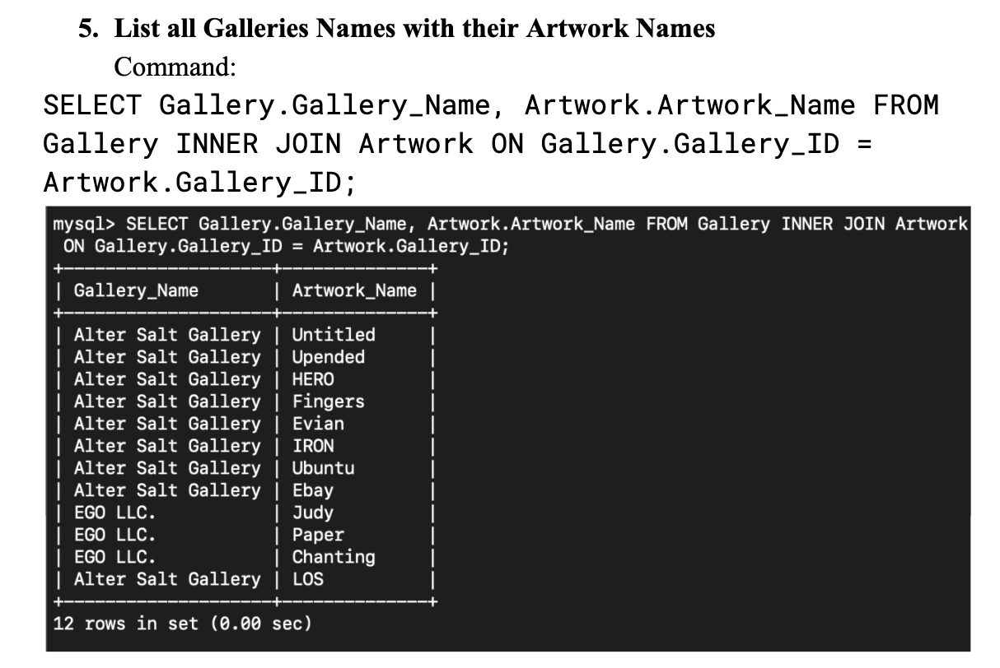 5. List all Galleries Names with their Artwork Names
Command:
SELECT Gallery.Gallery_Name, Artwork.Artwork_Name FROM
Gallery INNER JOIN Artwork ON Gallery.Gallery_ID =
Artwork.Gallery_ID;
mysql> SELECT Gallery.Gallery_Name, Artwork.Artwork_Name FROM Gallery INNER JOIN Artwork
ON Gallery.Gallery_ID = Artwork.Gallery_ID;
+---------------------+--------------+
| Gallery_Name        | Artwork_Name |
+---------------------+--------------+
| Alter Salt Gallery | Untitled     |
| Alter Salt Gallery | Upended      |
| Alter Salt Gallery | HERO         |
| Alter Salt Gallery | Fingers      |
| Alter Salt Gallery | Evian        |
| Alter Salt Gallery | IRON         |
| Alter Salt Gallery | Ubuntu       |
| Alter Salt Gallery | Ebay         |
| EGO LLC.           | Judy         |
| EGO LLC.           | Paper        |
| EGO LLC.           | Chanting     |
| Alter Salt Gallery | LOS          |
+---------------------+--------------+
12 rows in set (0.00 sec)